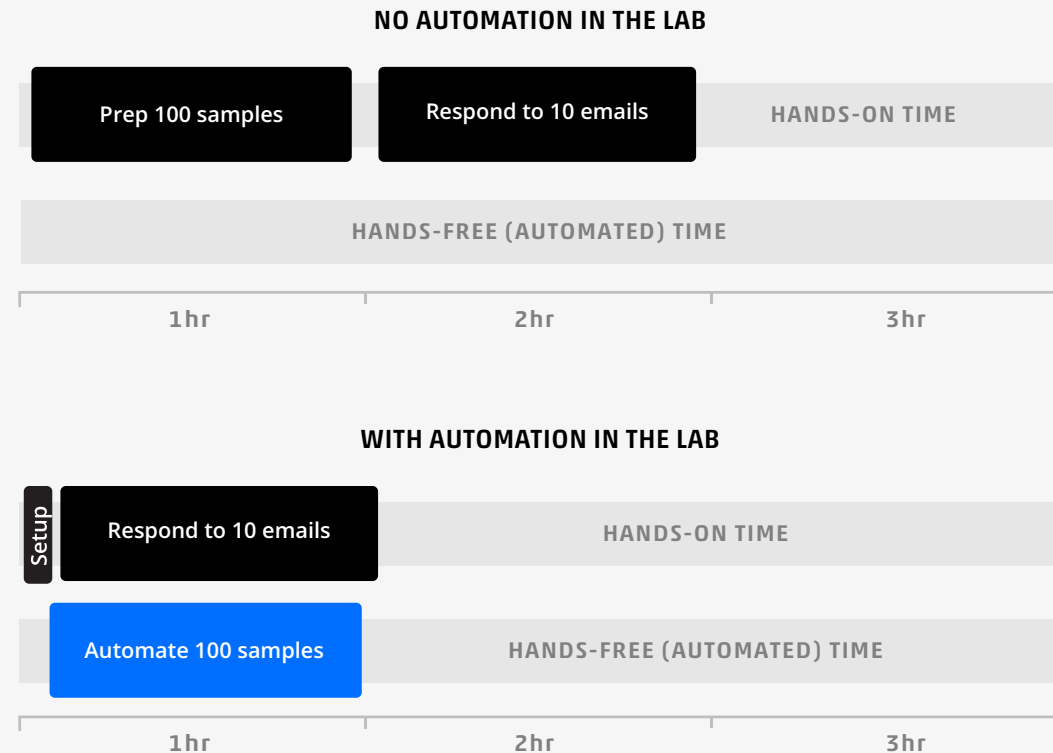 NO AUTOMATION IN THE LAB
Prep 100 samples
Respond to 10 emails
HANDS-ON TIME
HANDS-FREE (AUTOMATED) TIME
1hr
2hr
3hr
WITH AUTOMATION IN THE LAB
Setup
Respond to 10 emails
HANDS-ON TIME
Automate 100 samples
HANDS-FREE (AUTOMATED) TIME
1hr
2hr
3hr